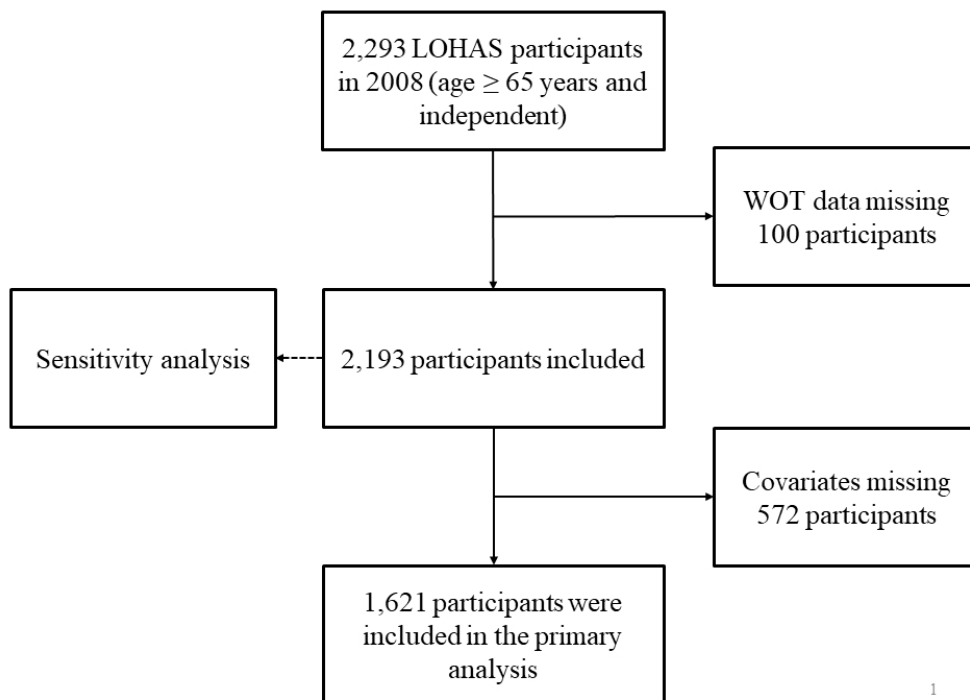 2,293 LOHAS participants
in 2008 (age ≥ 65 years and
independent)
WOT data missing
100 participants
Sensitivity analysis
2,193 participants included
Covariates missing
572 participants
1,621 participants were
included in the primary
analysis
1